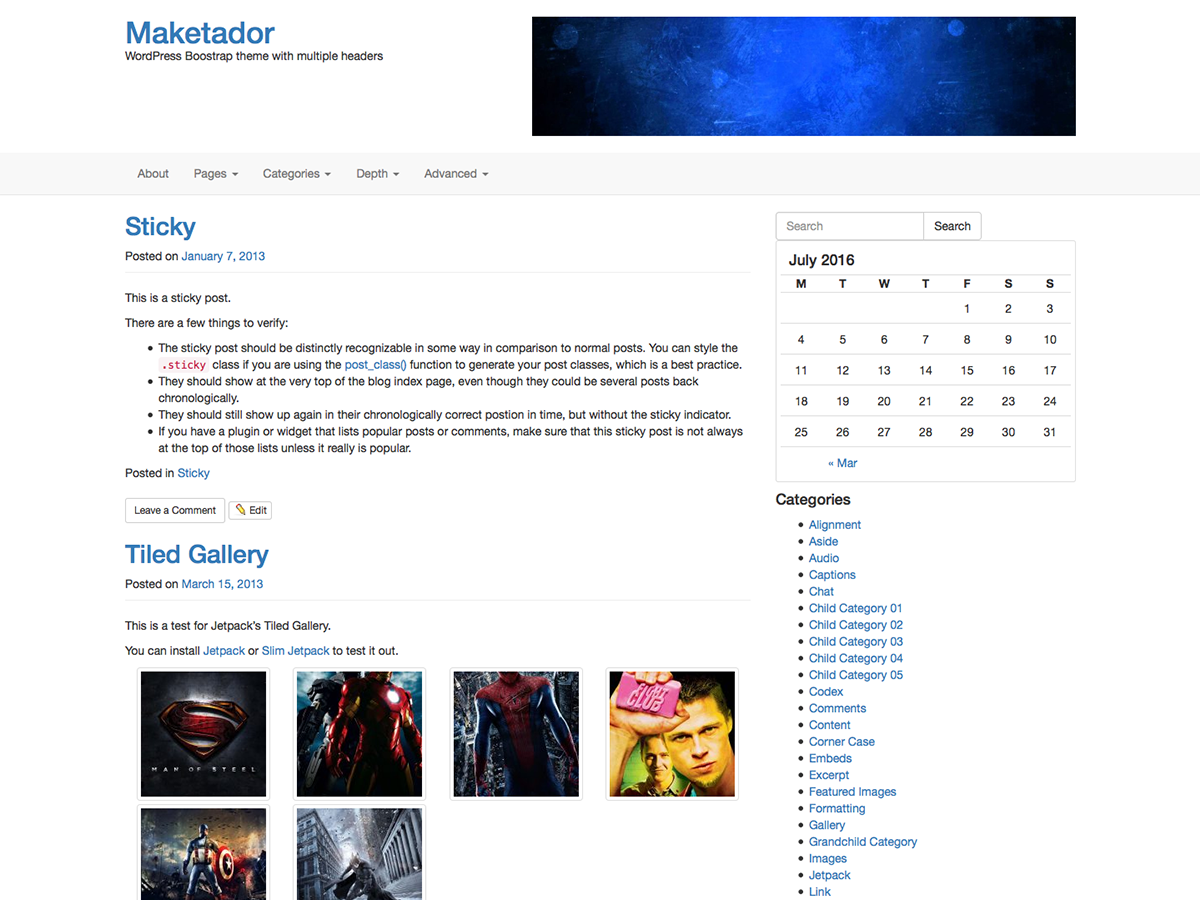 Maketador
WordPress Boostrap theme with multiple headers
About Pages Categories Depth Advanced
Sticky
Posted on January 7, 2013
This is a sticky post.
There are a few things to verify:
• The sticky post should be distinctly recognizable in some way in comparison to normal posts. You can style the
.sticky class if you are using the post_class() function to generate your post classes, which is a best practice.
• They should show at the very top of the blog index page, even though they could be several posts back
chronologically.
• They should still show up again in their chronologically correct postion in time, but without the sticky indicator.
• If you have a plugin or widget that lists popular posts or comments, make sure that this sticky post is not always
at the top of those lists unless it really is popular.
Posted in Sticky
Leave a Comment Edit
Tiled Gallery
Posted on March 15, 2013
This is a test for Jetpack's Tiled Gallery.
You can install Jetpack or Slim Jetpack to test it out.
MAN OF STEEL
FIGHT
CLUB
Search Search
July 2016
M T W T F S S
1 2 3
4 5 6 7 8 9 10
11 12 13 14 15 16 17
18 19 20 21 22 23 24
25 26 27 28 29 30 31
« Mar
Categories
• Alignment
• Aside
• Audio
• Captions
• Chat
• Child Category 01
• Child Category 02
• Child Category 03
• Child Category 04
• Child Category 05
• Codex
• Comments
• Content
• Corner Case
• Embeds
• Excerpt
• Featured Images
• Formatting
• Gallery
• Grandchild Category
• Images
• Jetpack
• Link